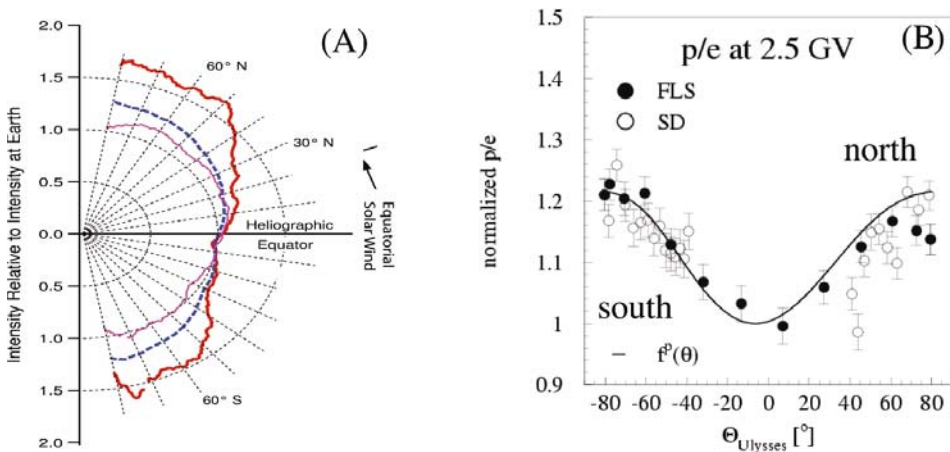 (A)
2.0
1.5
1.0
0.5
0.0
0.5
1.0
1.5
2.0
Intensity Relative to Intensity at Earth
60° N
30° N
Heliographic
Equator
60° S
Equatorial
Solar Wind
(B)
p/e at 2.5 GV
FLS
SD
north
south
— fᵖ(θ)
normalized p/e
1.5
1.4
1.3
1.2
1.1
1
0.9
-80 -60 -40 -20 0 20 40 60 80
Θ Ulysses [°]